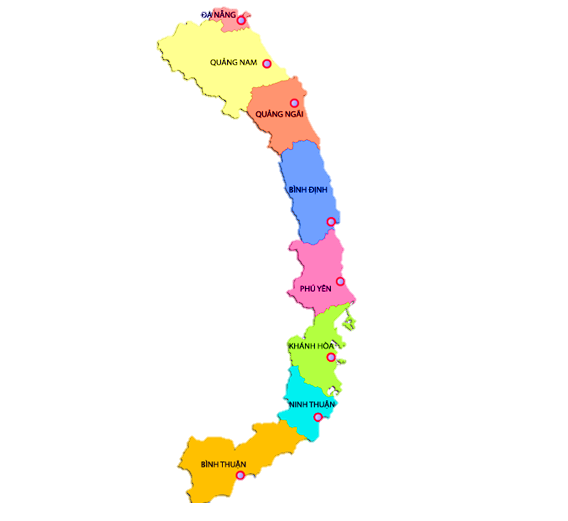 ĐÀ NẴNG
QUẢNG NAM
QUẢNG NGÃI
BÌNH ĐỊNH
PHÚ YÊN
KHÁNH HÒA
NINH THUẬN
BÌNH THUẬN